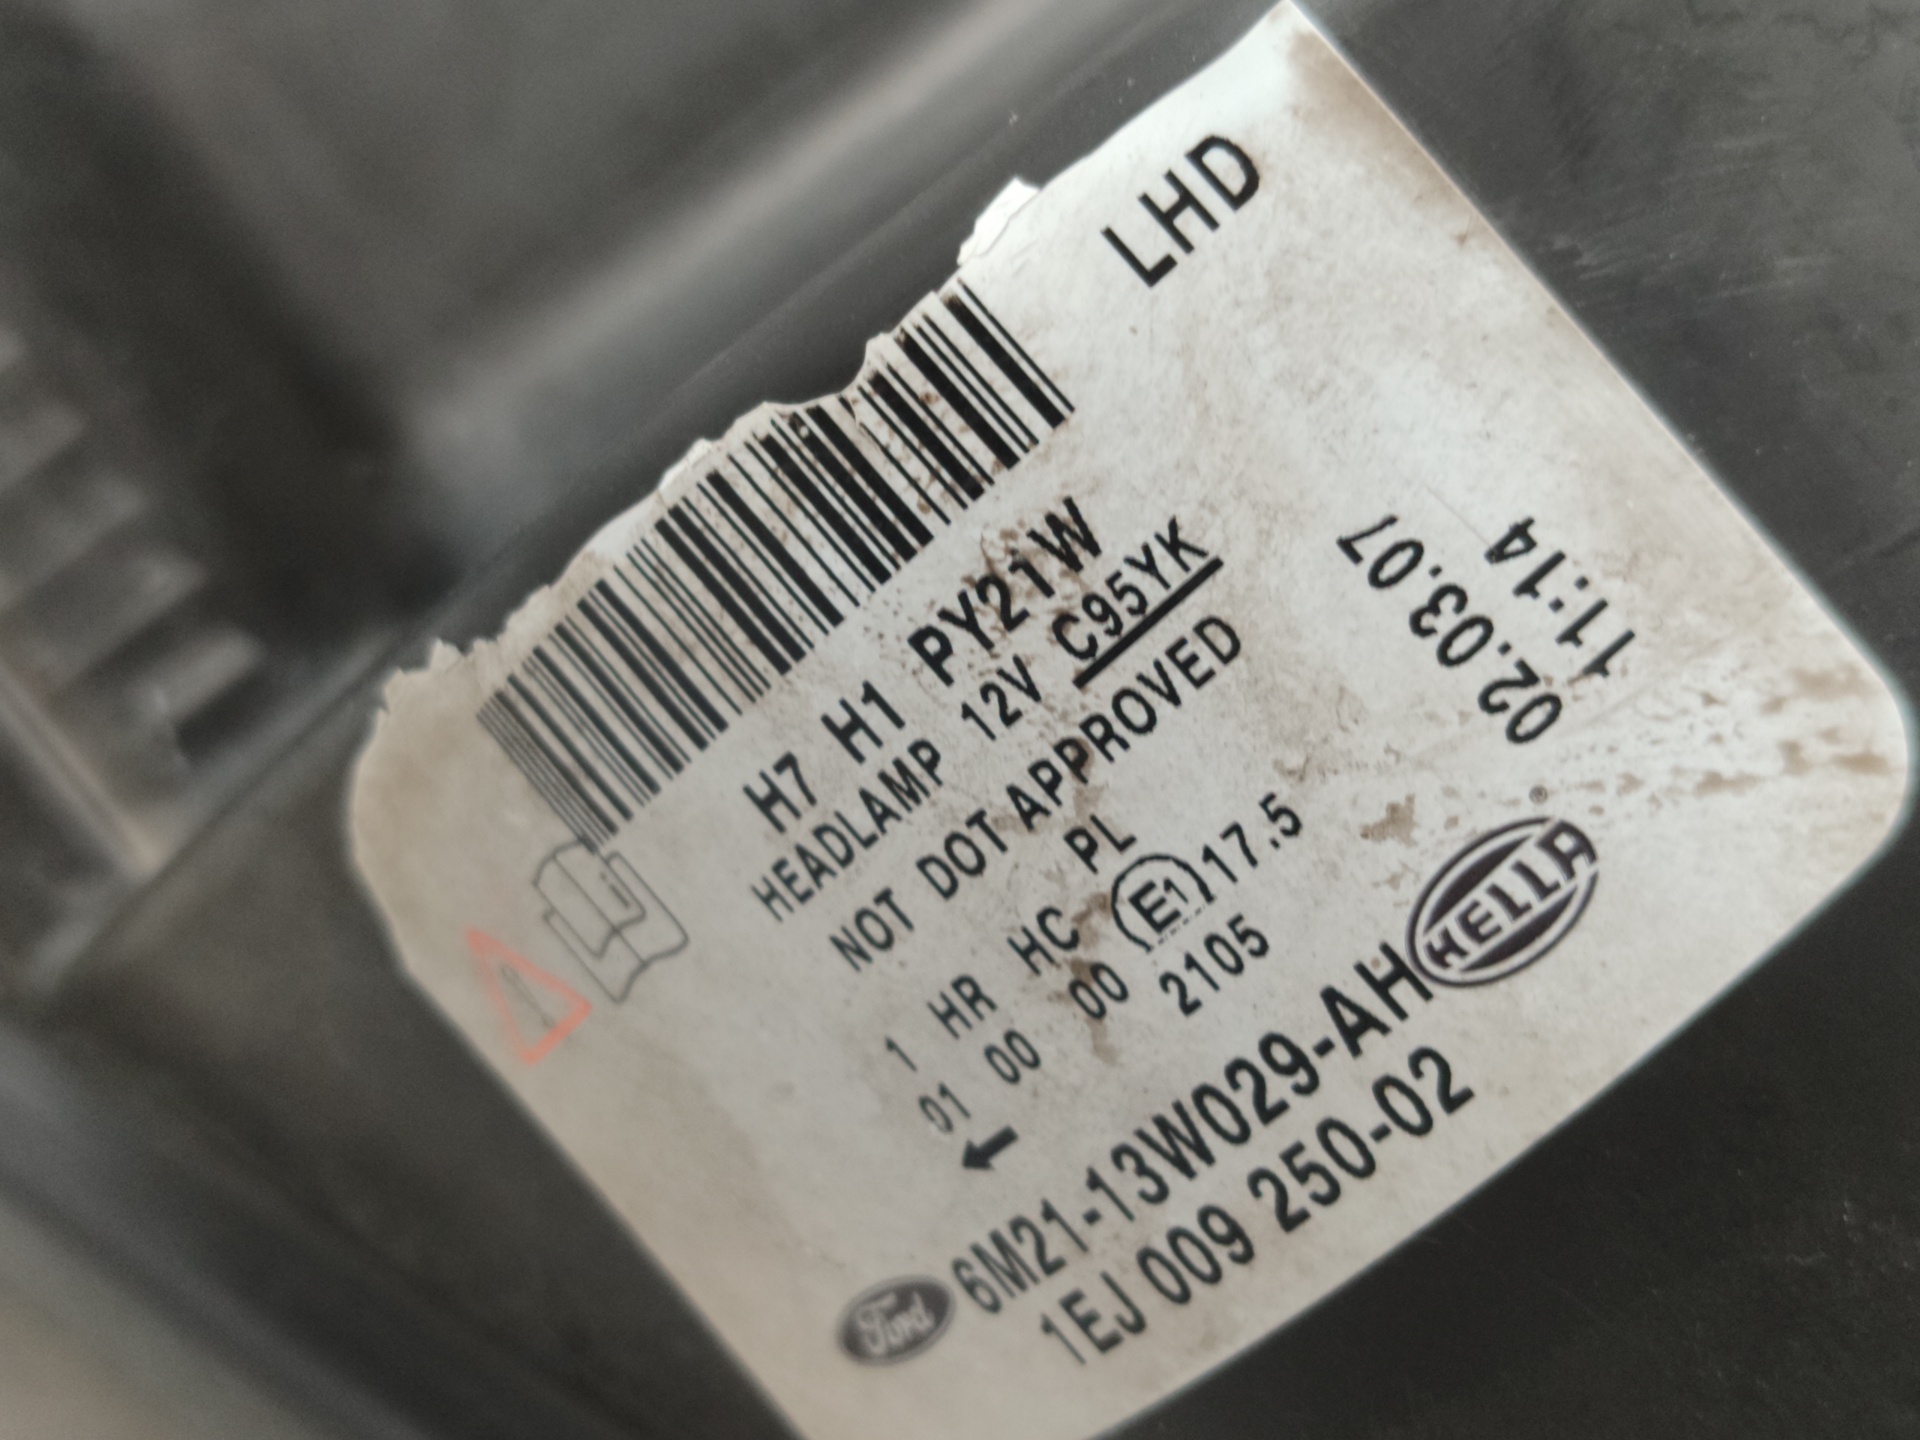 LHD
H7 H1 PY21W
HEADLAMP 12V C95YK
NOT DOT APPROVED
PL
1 HR HC E1 17.5
01 00 00 2105
02.03.07
11:14
HELLA
Ford 6M21-13W029-AH
1EJ 009 250-02